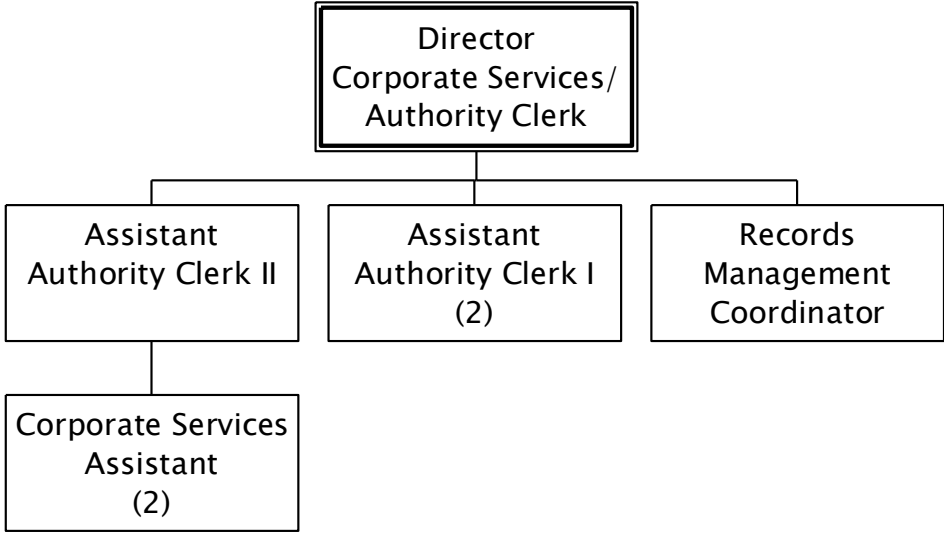 Director
Corporate Services/
Authority Clerk
Assistant
Authority Clerk II
Assistant
Authority Clerk I
(2)
Records
Management
Coordinator
Corporate Services
Assistant
(2)